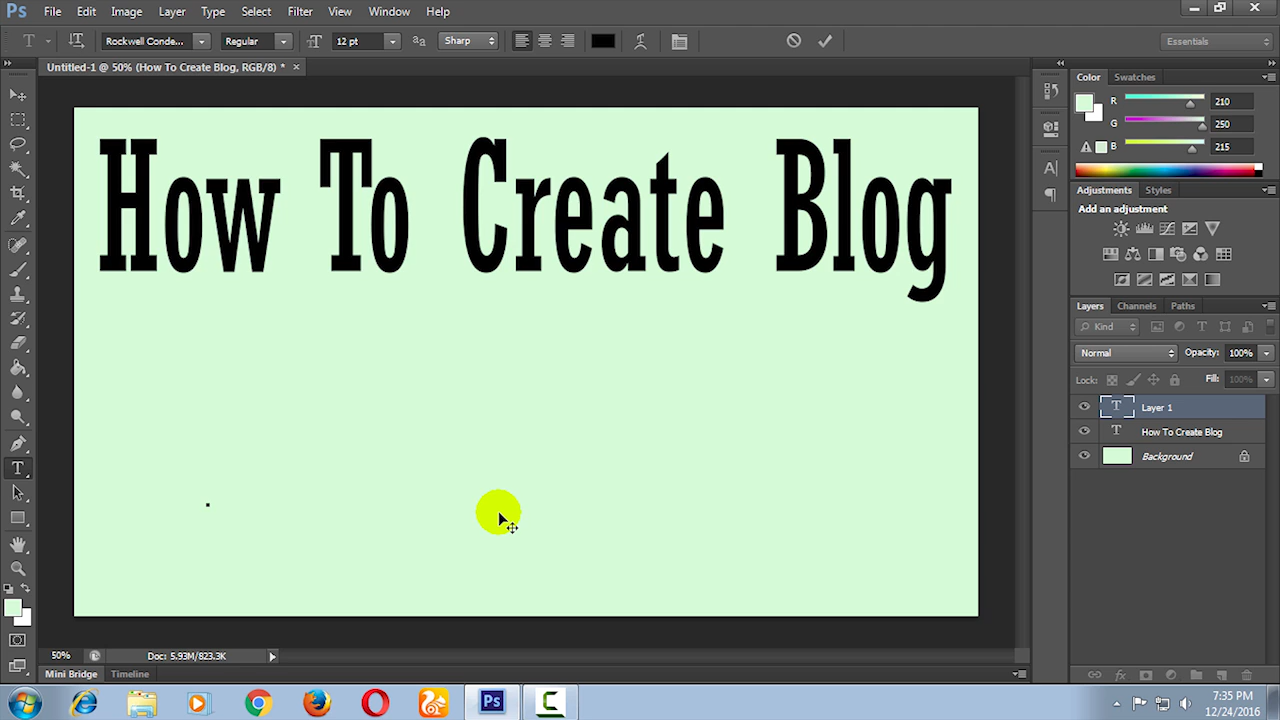 Ps File Edit Image Layer Type Select Filter View Window Help
T Rockwell Conde... Regular 12 pt aa Sharp Essentials
Untitled-1 @ 50% (How To Create Blog, RGB/8) * ×
How To Create Blog
50% Doc: 5.93M/823.3K
Mini Bridge Timeline
Color Swatches
R 210
G 250
B 215
Adjustments Styles
Add an adjustment
Layers Channels Paths
Kind
Normal Opacity: 100%
Lock: Fill: 100%
T Layer 1
T How To Create Blog
Background
Ps C 7:35 PM
12/24/2016